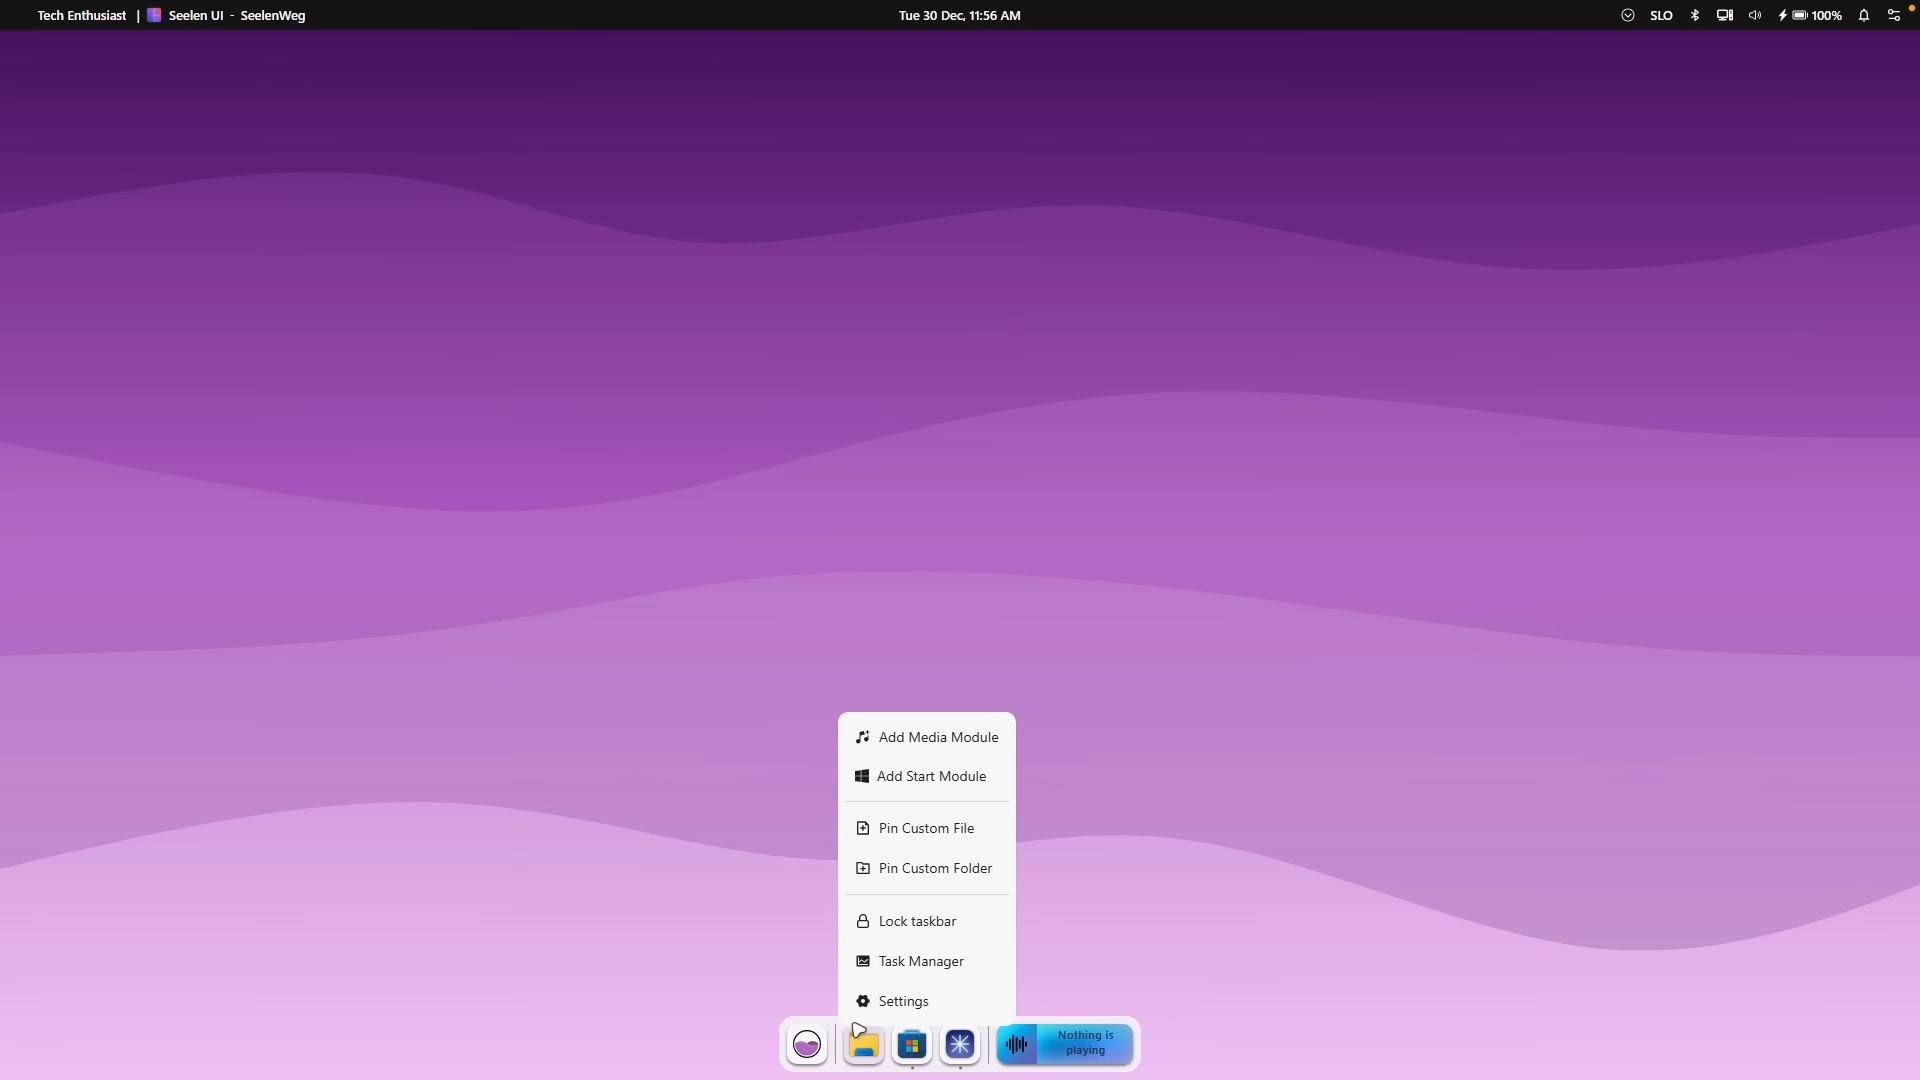 Tech Enthusiast | Seelen UI - SeelenWeg
Tue 30 Dec, 11:56 AM
SLO
100%
Add Media Module
Add Start Module
Pin Custom File
Pin Custom Folder
Lock taskbar
Task Manager
Settings
Nothing is
playing